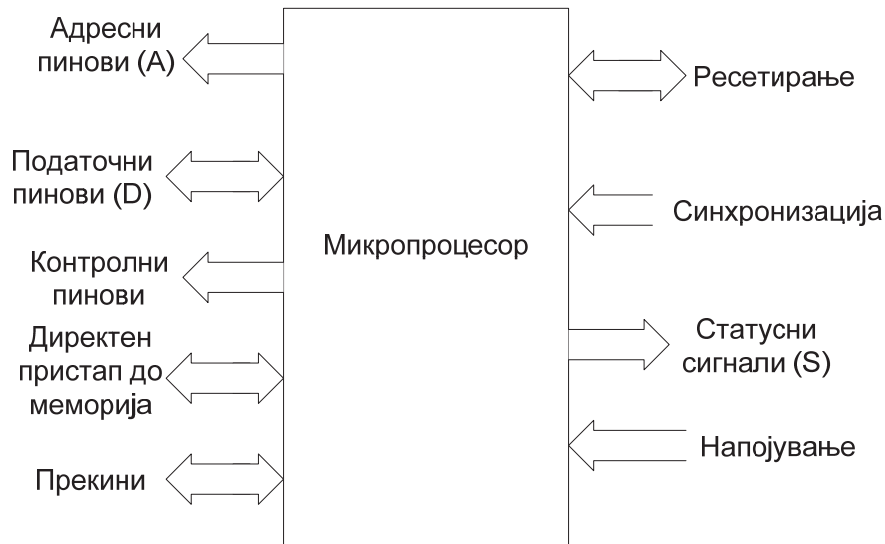 Адресни
пинови (А)
Податочни
пинови (D)
Контролни
пинови
Директен
пристап до
меморија
Прекини
Микропроцесор
Ресетирање
Синхронизација
Статусни
сигнали (S)
Напојување